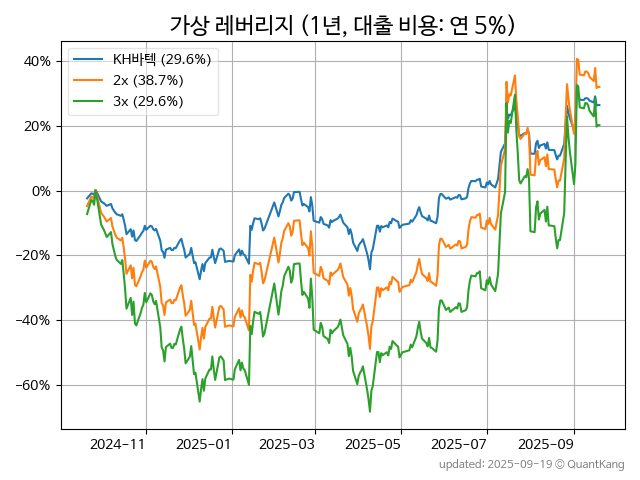 가상 레버리지 (1년, 대출 비용: 연 5%)
KH바텍 (29.6%)
2x (38.7%)
3x (29.6%)
40%
20%
0%
−20%
−40%
−60%
2024-11 2025-01 2025-03 2025-05 2025-07 2025-09
updated: 2025-09-19 © QuantKang